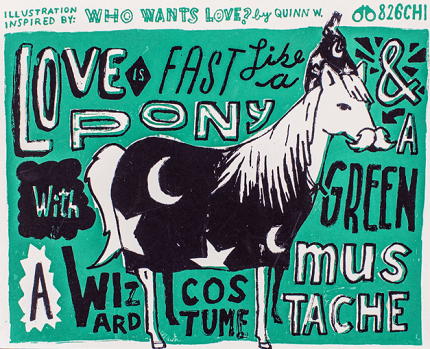 ILLUSTRATION
INSPIRED BY: WHO WANTS LOVE? by QUINN W. 826CHI
LOVE IS FAST Like a
PONY
With
A WIZARD
COSTUME
& A
GREEN
mus
TACHE